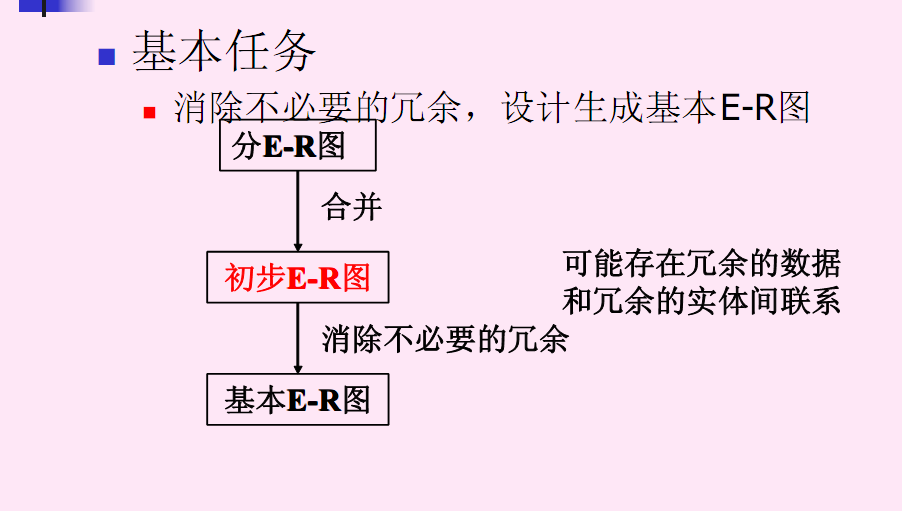 基本任务
消除不必要的冗余，设计生成基本E-R图
分E-R图
合并
初步E-R图
可能存在冗余的数据
和冗余的实体间联系
消除不必要的冗余
基本E-R图